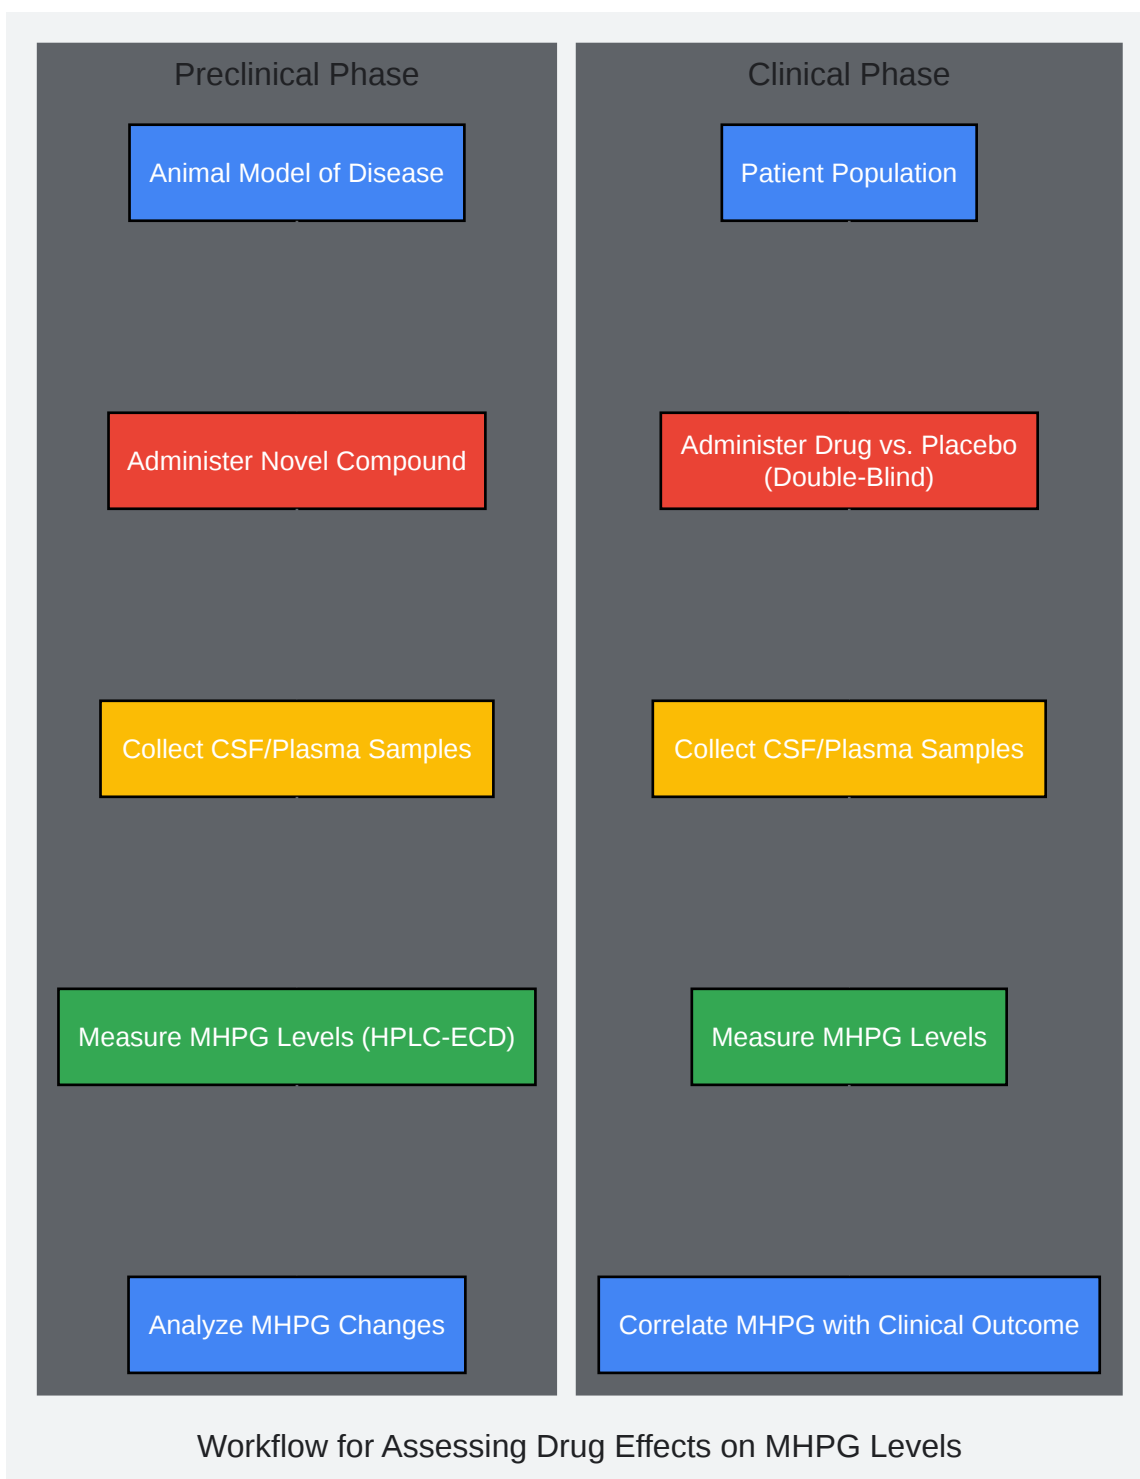 Preclinical Phase
Animal Model of Disease
Administer Novel Compound
Collect CSF/Plasma Samples
Measure MHPG Levels (HPLC-ECD)
Analyze MHPG Changes
Clinical Phase
Patient Population
Administer Drug vs. Placebo
(Double-Blind)
Collect CSF/Plasma Samples
Measure MHPG Levels
Correlate MHPG with Clinical Outcome
Workflow for Assessing Drug Effects on MHPG Levels